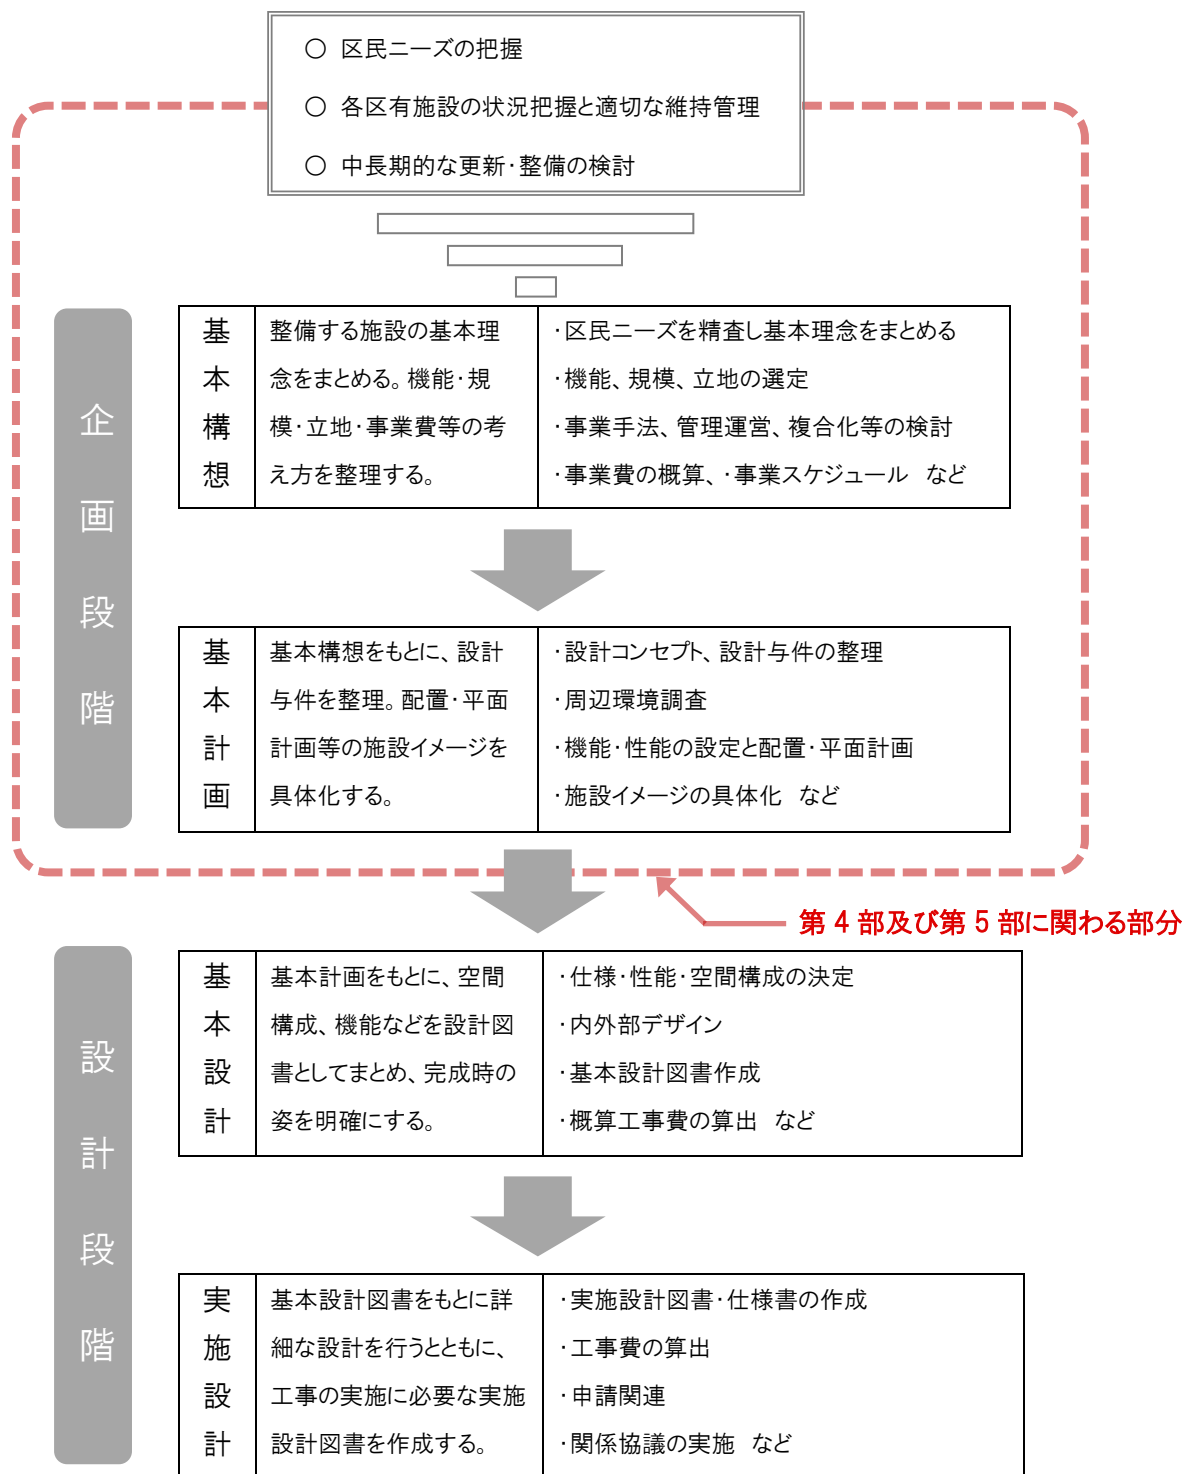 ○ 区民ニーズの把握
○ 各区有施設の状況把握と適切な維持管理
○ 中長期的な更新・整備の検討
企画段階
基本構想
整備する施設の基本理
念をまとめる。機能・規
模・立地・事業費等の考
え方を整理する。
・区民ニーズを精査し基本理念をまとめる
・機能、規模、立地の選定
・事業手法、管理運営、複合化等の検討
・事業費の概算、・事業スケジュール など
基本計画
基本構想をもとに、設計
与件を整理。配置・平面
計画等の施設イメージを
具体化する。
・設計コンセプト、設計与件の整理
・周辺環境調査
・機能・性能の設定と配置・平面計画
・施設イメージの具体化 など
第 4 部及び第 5 部に関わる部分
設計段階
基本設計
基本計画をもとに、空間
構成、機能などを設計図
書としてまとめ、完成時の
姿を明確にする。
・仕様・性能・空間構成の決定
・内外部デザイン
・基本設計図書作成
・概算工事費の算出 など
実施設計
基本設計図書をもとに詳
細な設計を行うとともに、
工事の実施に必要な実施
設計図書を作成する。
・実施設計図書・仕様書の作成
・工事費の算出
・申請関連
・関係協議の実施 など